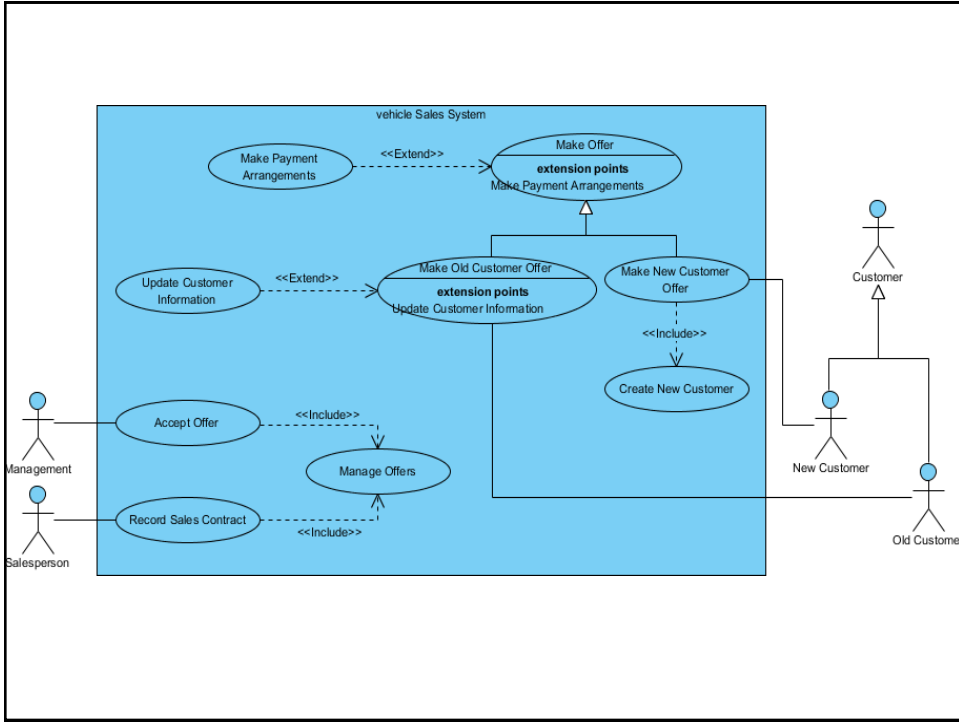 vehicle Sales System
Make Payment
Arrangements
<<Extend>>
Make Offer
extension points
Make Payment Arrangements
Customer
Update Customer
Information
<<Extend>>
Make Old Customer Offer
extension points
Update Customer Information
Make New Customer
Offer
<<Include>>
Create New Customer
Management
Accept Offer
<<Include>>
Manage Offers
New Customer
Salesperson
Record Sales Contract
<<Include>>
Old Custome